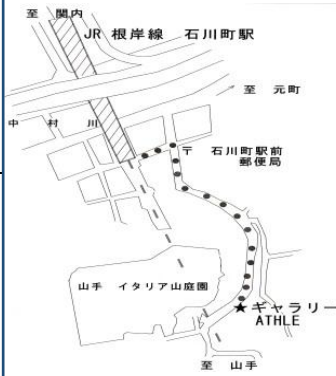 至 関内
JR 根岸線 石川町駅
至 元町
中 村 川
〒 石川町駅前
郵便局
山手 イタリア山庭園
★ギャラリー
ATHLE
至 山手